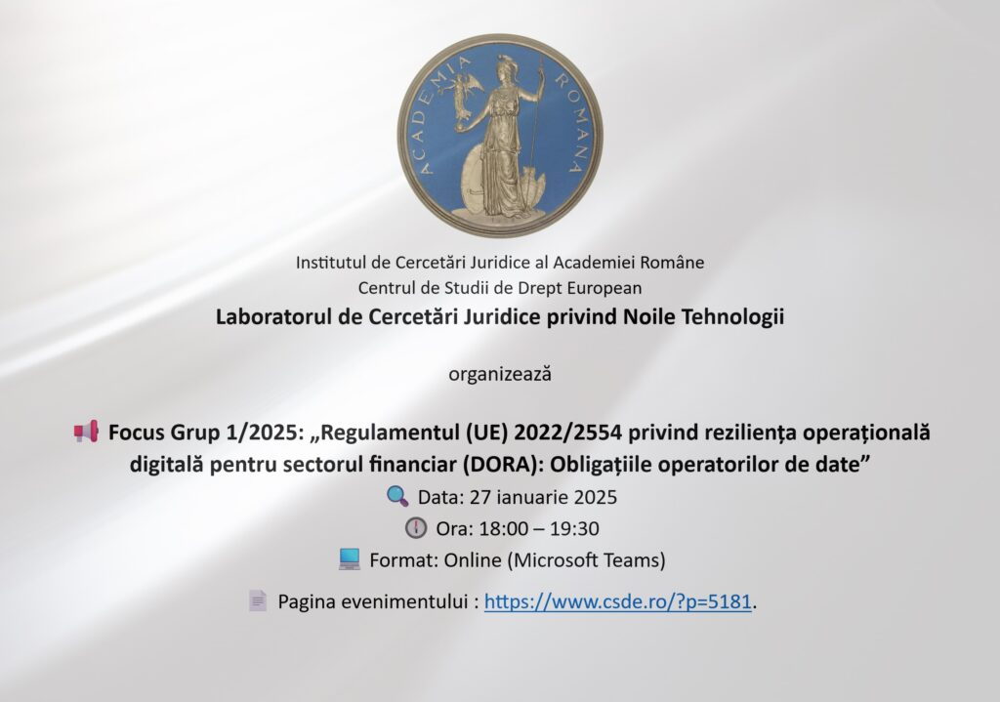 ACADEMIA ROMANA
Institutul de Cercetări Juridice al Academiei Române
Centrul de Studii de Drept European
Laboratorul de Cercetări Juridice privind Noile Tehnologii
organizează
Focus Grup 1/2025: „Regulamentul (UE) 2022/2554 privind reziliența operațională
digitală pentru sectorul financiar (DORA): Obligațiile operatorilor de date”
Data: 27 ianuarie 2025
Ora: 18:00 – 19:30
Format: Online (Microsoft Teams)
Pagina evenimentului : https://www.csde.ro/?p=5181.